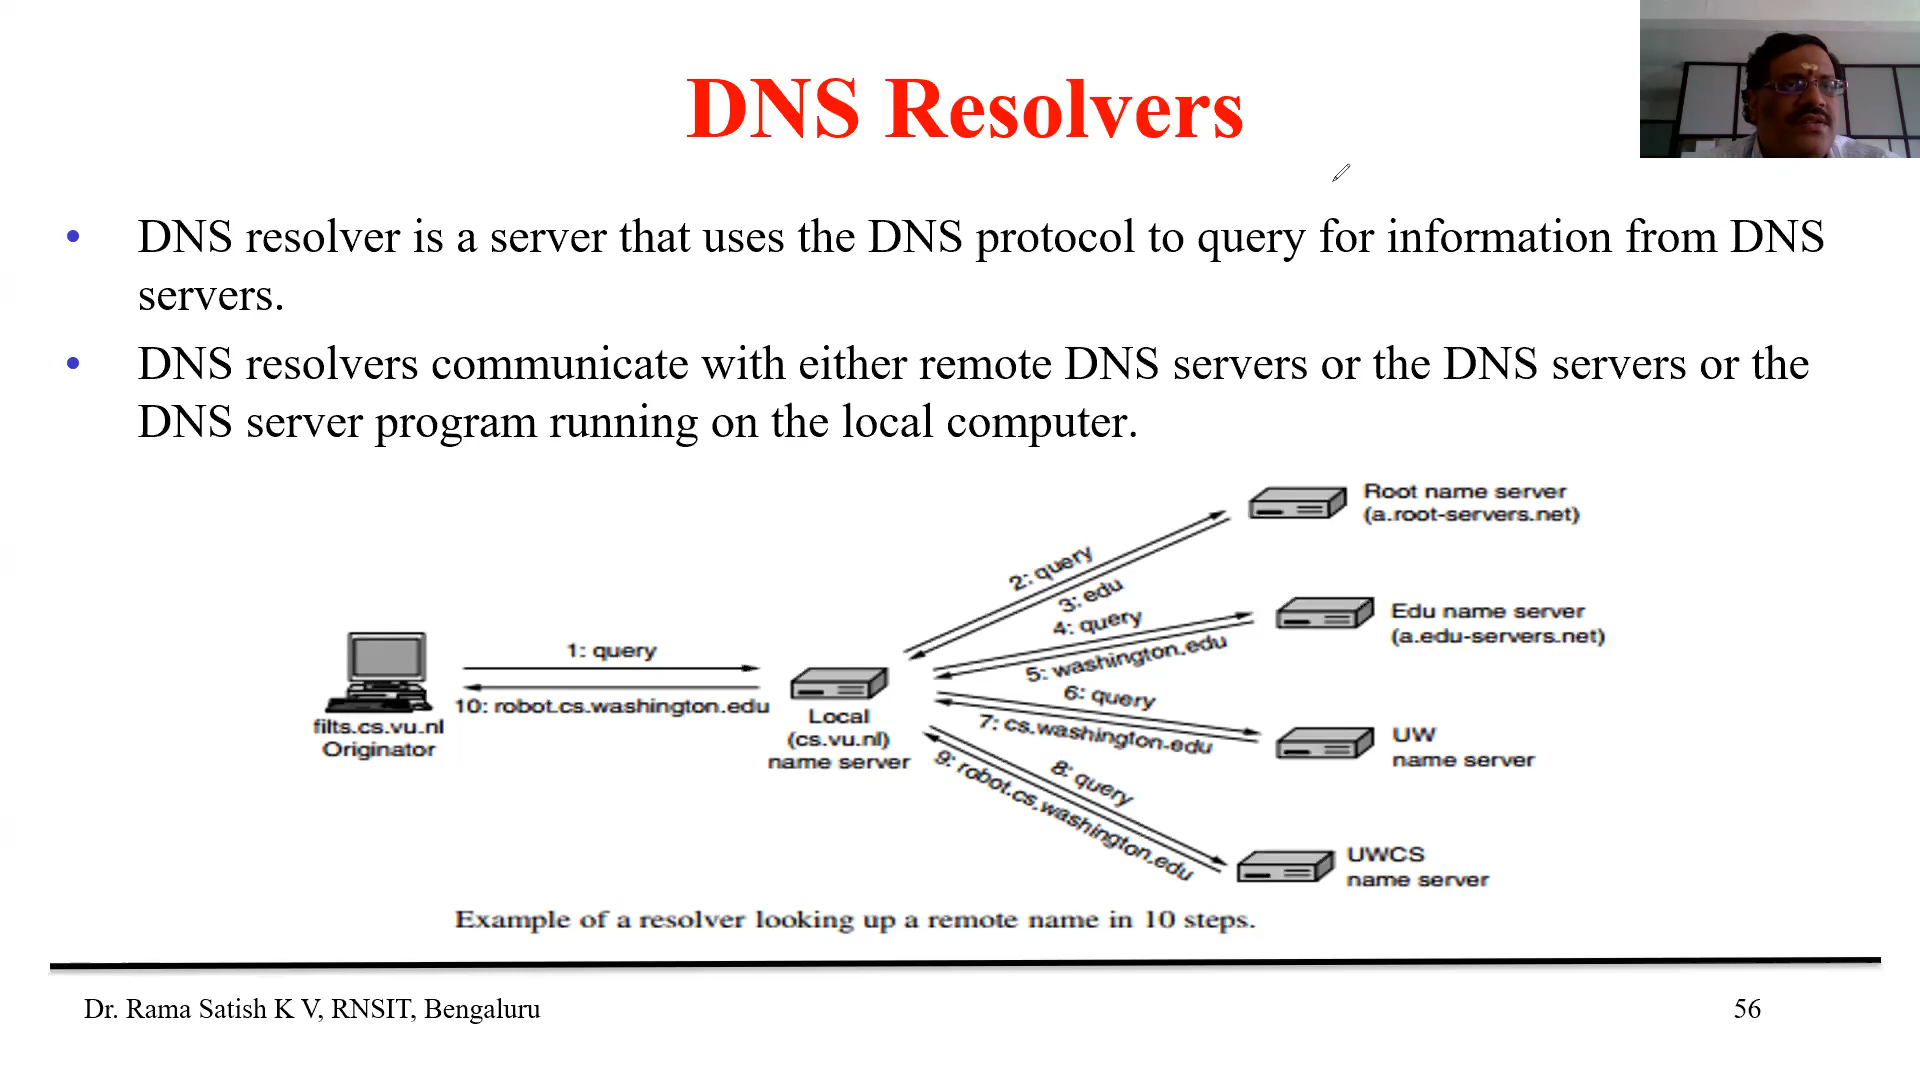 DNS Resolvers
• DNS resolver is a server that uses the DNS protocol to query for information from DNS
servers.
• DNS resolvers communicate with either remote DNS servers or the DNS servers or the
DNS server program running on the local computer.
Root name server
(a.root-servers.net)
2: query
3: edu
Edu name server
(a.edu-servers.net)
4: query
5: washington.edu
1: query
10: robot.cs.washington.edu
filts.cs.vu.nl
Originator
Local
(cs.vu.nl)
name server
6: query
7: cs.washington.edu
UW
name server
8: query
9: robot.cs.washington.edu
UWCS
name server
Example of a resolver looking up a remote name in 10 steps.
Dr. Rama Satish K V, RNSIT, Bengaluru
56